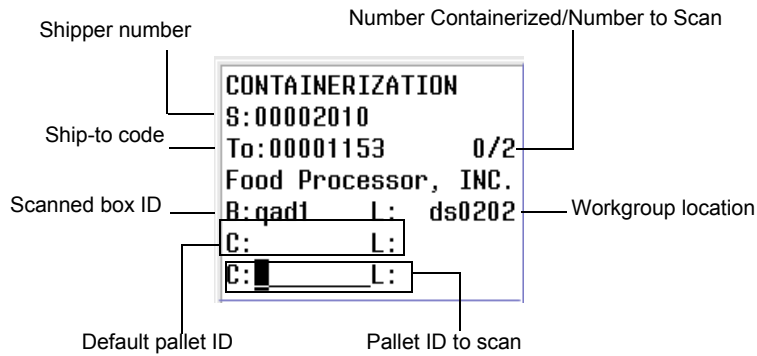 Number Containerized/Number to Scan
Shipper number
CONTAINERIZATION
S:00002010
Ship-to code
To:00001153 0/2
Food Processor, INC.
Scanned box ID
B:qad1 L: ds0202
Workgroup location
C: L:
C: L:
Default pallet ID
Pallet ID to scan